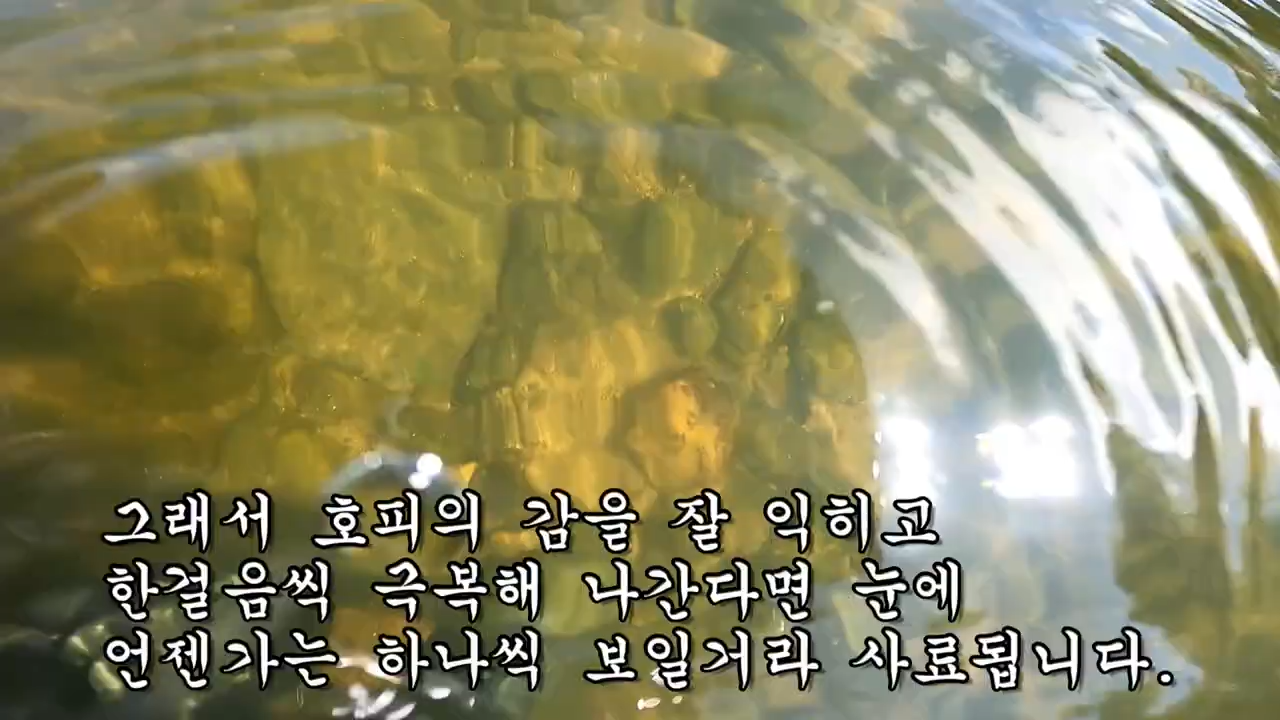 그래서 호피의 감을 잘 익히고
한걸음씩 극복해 나간다면 눈에
언젠가는 하나씩 보일거라 사료됩니다.